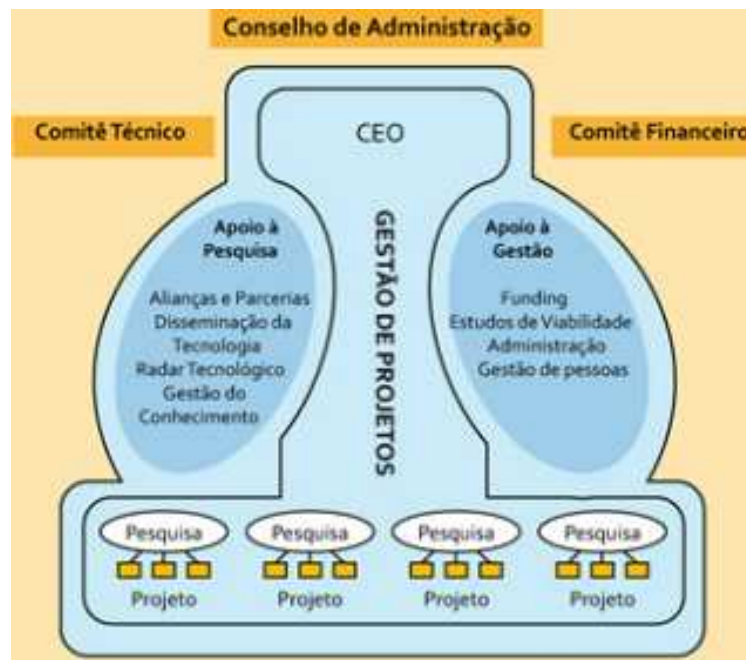 Conselho de Administração
Comitê Técnico
CEO
Comitê Financeiro
Apoio à
Pesquisa
Alianças e Parcerias
Disseminação da
Tecnologia
Radar Tecnológico
Gestão do
Conhecimento
GESTÃO DE PROJETOS
Apoio à
Gestão
Funding
Estudos de Viabilidade
Administração
Gestão de pessoas
Pesquisa
Pesquisa
Pesquisa
Pesquisa
Projeto
Projeto
Projeto
Projeto